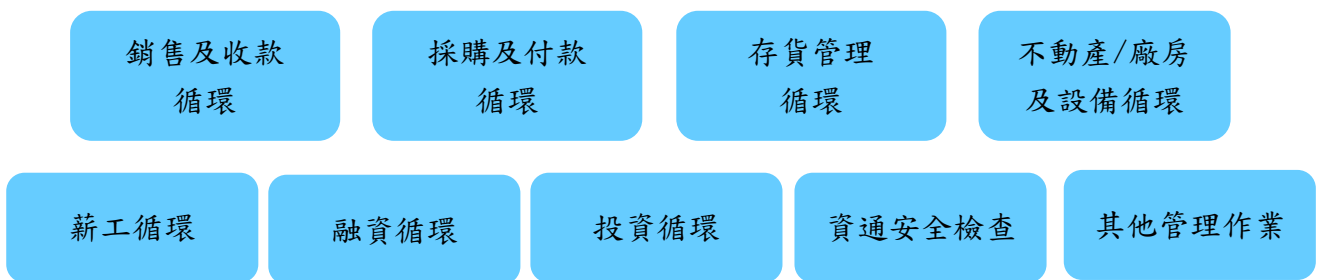 銷售及收款
循環
採購及付款
循環
存貨管理
循環
不動產/廠房
及設備循環
薪工循環
融資循環
投資循環
資通安全檢查
其他管理作業